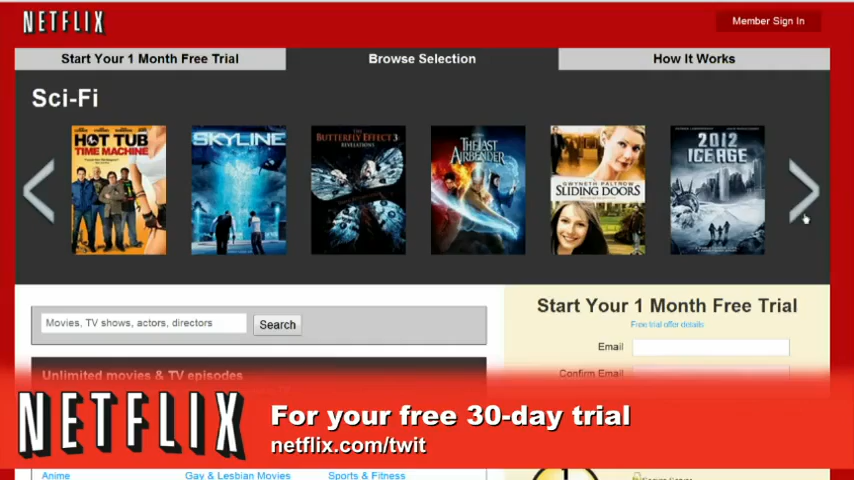 NETFLIX
Member Sign In
Start Your 1 Month Free Trial
Browse Selection
How It Works
Sci-Fi
HOT TUB
TIME MACHINE
SKYLINE
THE
BUTTERFLY EFFECT 3
REVELATIONS
THE LAST
AIRBENDER
GWYNETH PALTROW
SLIDING DOORS
2012
ICE AGE
Movies, TV shows, actors, directors
Search
Start Your 1 Month Free Trial
Free trial offer details
Email
Confirm Email
Unlimited movies & TV episodes
NETFLIX
For your free 30-day trial
netflix.com/twit
Anime
Gay & Lesbian Movies
Sports & Fitness
Secure Server